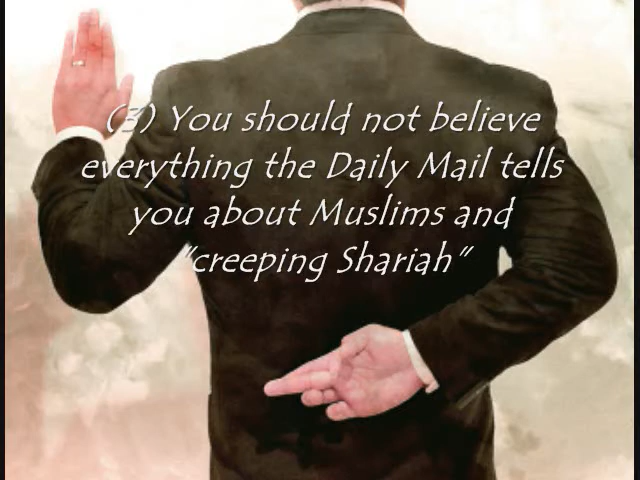 (3) You should not believe
everything the Daily Mail tells
you about Muslims and
"creeping Shariah"